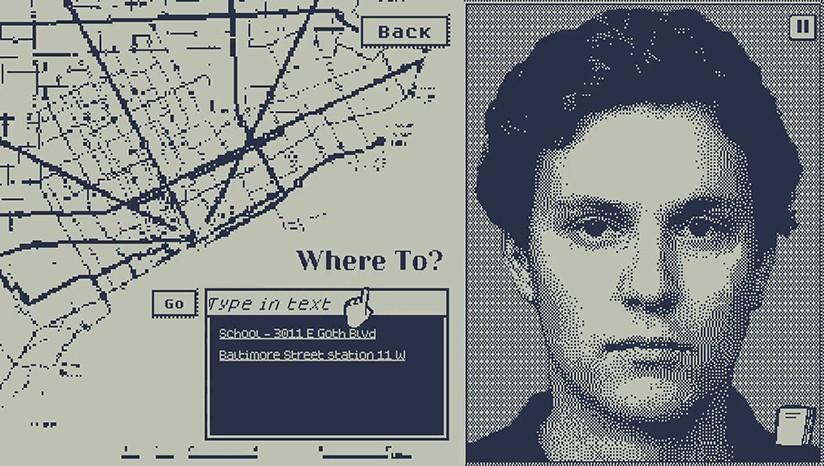 Back
Where To?
Go
Type in text
School - 3011 E Goth Blvd
Baltimore Street station 11 W